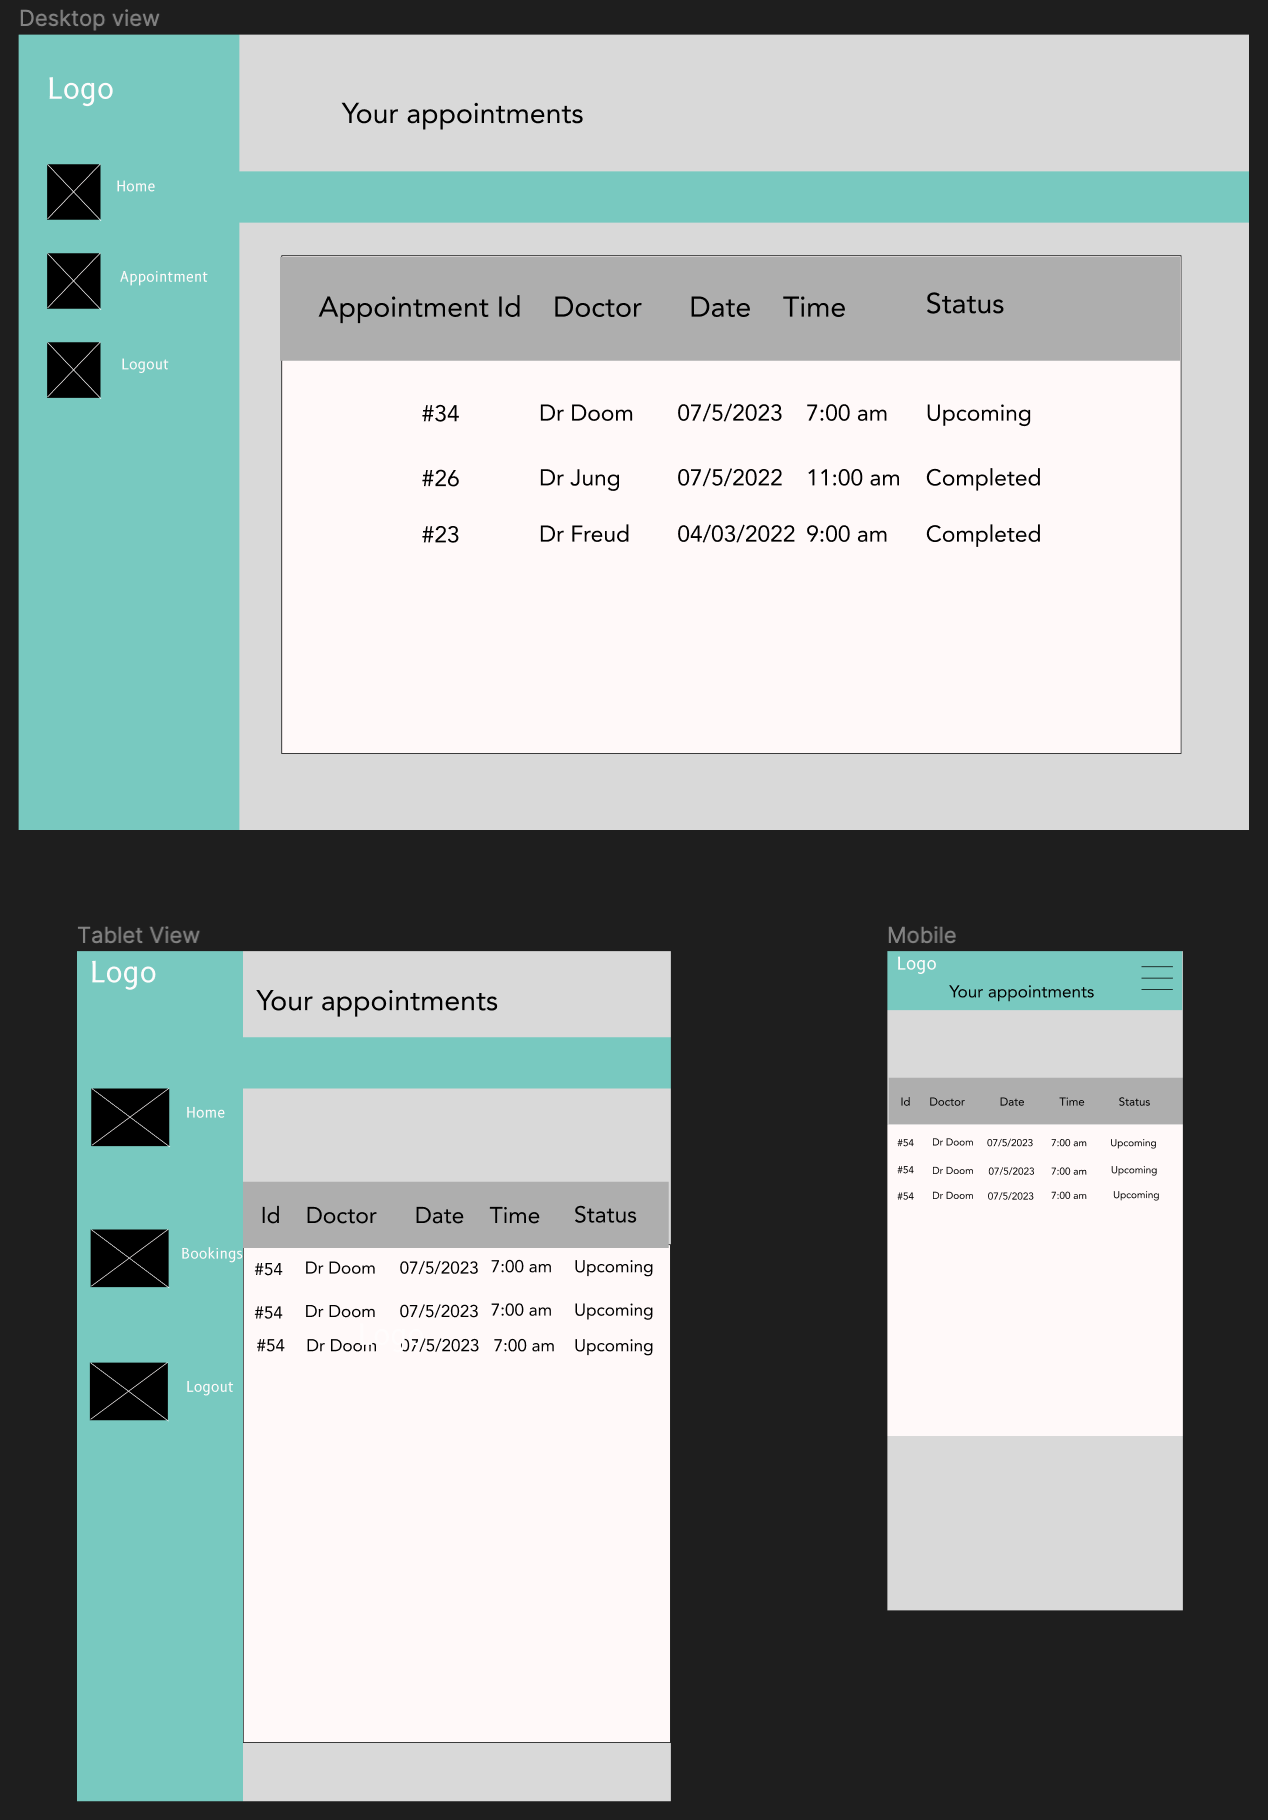 Desktop view
Logo
Your appointments
Home
Appointment
Logout
Appointment Id Doctor Date Time Status
#34 Dr Doom 07/5/2023 7:00 am Upcoming
#26 Dr Jung 07/5/2022 11:00 am Completed
#23 Dr Freud 04/03/2022 9:00 am Completed
Tablet View
Logo
Your appointments
Home
Bookings
Logout
Id Doctor Date Time Status
#54 Dr Doom 07/5/2023 7:00 am Upcoming
#54 Dr Doom 07/5/2023 7:00 am Upcoming
#54 Dr Doom 07/5/2023 7:00 am Upcoming
Mobile
Logo
Your appointments
Id Doctor Date Time Status
#54 Dr Doom 07/5/2023 7:00 am Upcoming
#54 Dr Doom 07/5/2023 7:00 am Upcoming
#54 Dr Doom 07/5/2023 7:00 am Upcoming